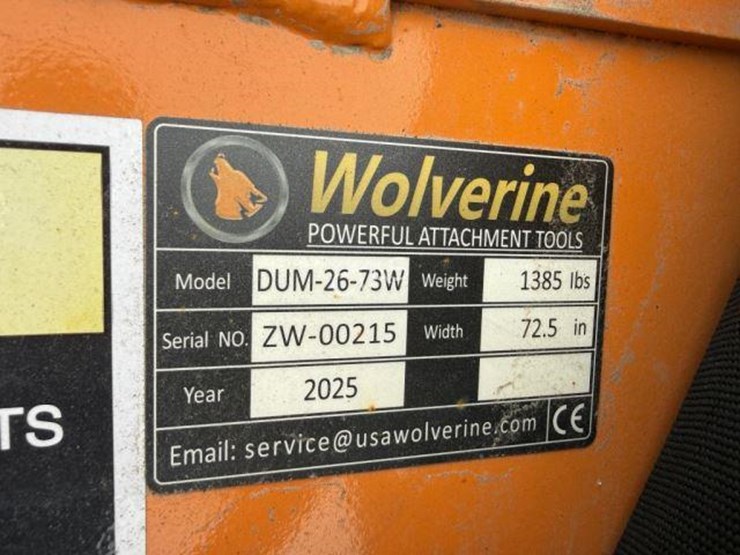 Wolverine
POWERFUL ATTACHMENT TOOLS
Model DUM-26-73W Weight 1385 lbs
Serial NO. ZW-00215 Width 72.5 in
Year 2025
Email: service@usawolverine.com CE
TS